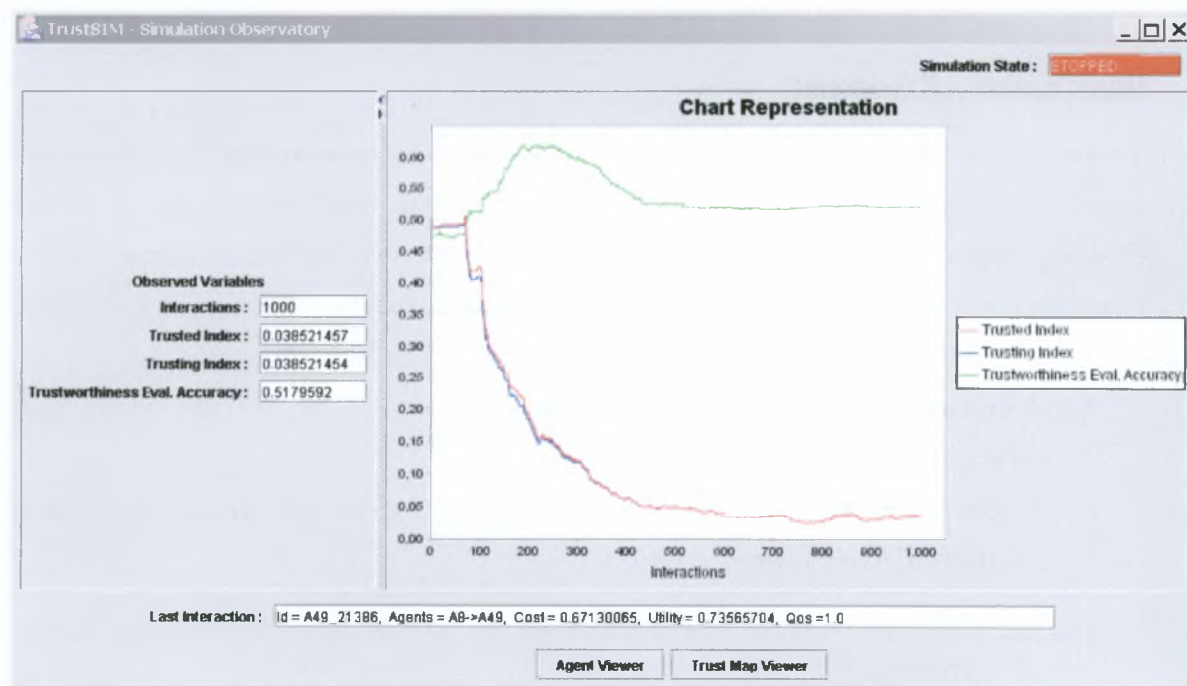 TrustSIM - Simulation Observatory
Simulation State : STOPPED
Chart Representation
0,60
0,55
0,50
0,45
0,40
0,35
0,30
0,25
0,20
0,15
0,10
0,05
0,00
0 100 200 300 400 500 600 700 800 900 1.000
Interactions
Observed Variables
Interactions : 1000
Trusted Index : 0.038521457
Trusting Index : 0.038521454
Trustworthiness Eval. Accuracy : 0.5179592
Trusted Index
Trusting Index
Trustworthiness Eval. Accuracy
Last Interaction : Id = A49_21386, Agents = A8->A49, Cost = 0.67130065, Utility = 0.73565704, Qos =1.0
Agent Viewer Trust Map Viewer